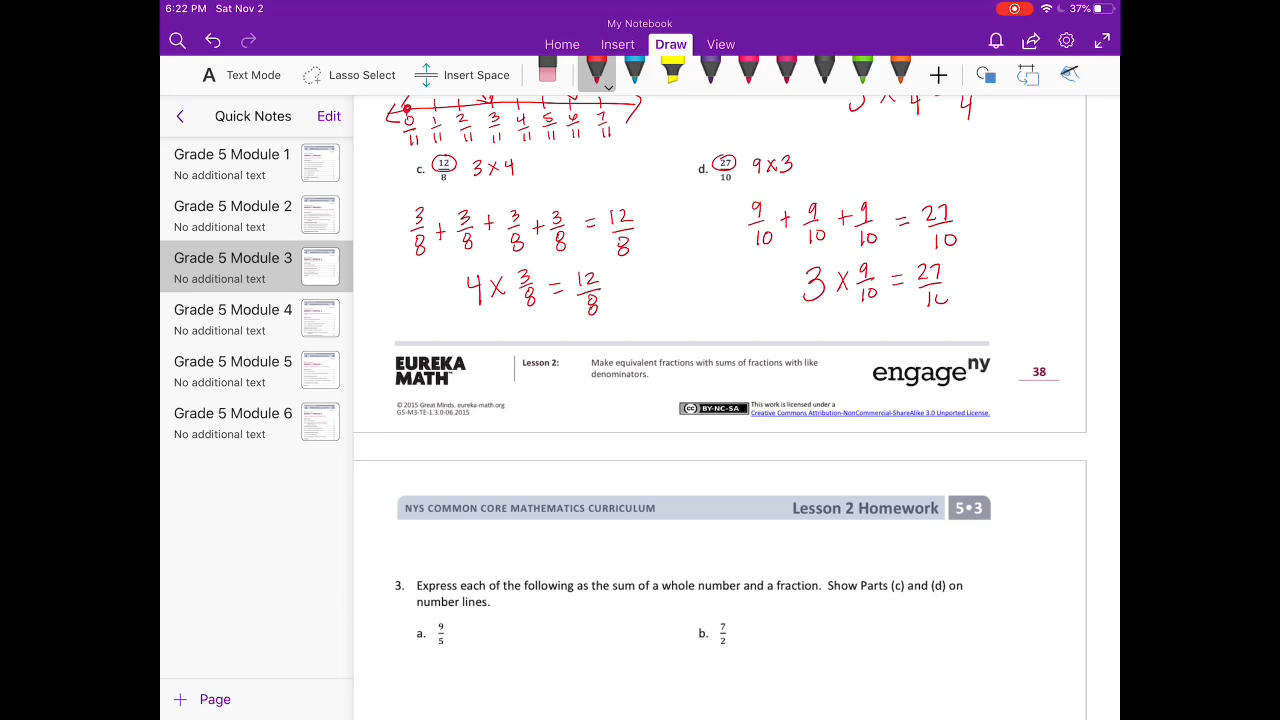 6:22 PM Sat Nov 2
37%
My Notebook
Home Insert Draw View
A Text Mode Lasso Select Insert Space
Quick Notes Edit
Grade 5 Module 1
No additional text
Grade 5 Module 2
No additional text
Grade 5 Module 3
No additional text
Grade 5 Module 4
No additional text
Grade 5 Module 5
No additional text
Grade 5 Module 6
No additional text
+ Page
0/11 1/11 2/11 3/11 4/11 5/11 6/11 7/11
c. 12/8 3 × 4
3/8 + 3/8 + 3/8 + 3/8 = 12/8
4 × 3/8 = 12/8
d. 27/10 9 × 3
9/10 + 9/10 + 9/10 = 27/10
3 × 9/10 = 27/10
EUREKA MATH™
Lesson 2: Make equivalent fractions with sums of fractions with like
denominators.
engage ny
38
© 2015 Great Minds. eureka-math.org
G5-M3-TE-1.3.0-06.2015
cc BY-NC-SA
This work is licensed under a
Creative Commons Attribution-NonCommercial-ShareAlike 3.0 Unported License.
NYS COMMON CORE MATHEMATICS CURRICULUM Lesson 2 Homework 5•3
3. Express each of the following as the sum of a whole number and a fraction. Show Parts (c) and (d) on
number lines.
a. 9/5 b. 7/2